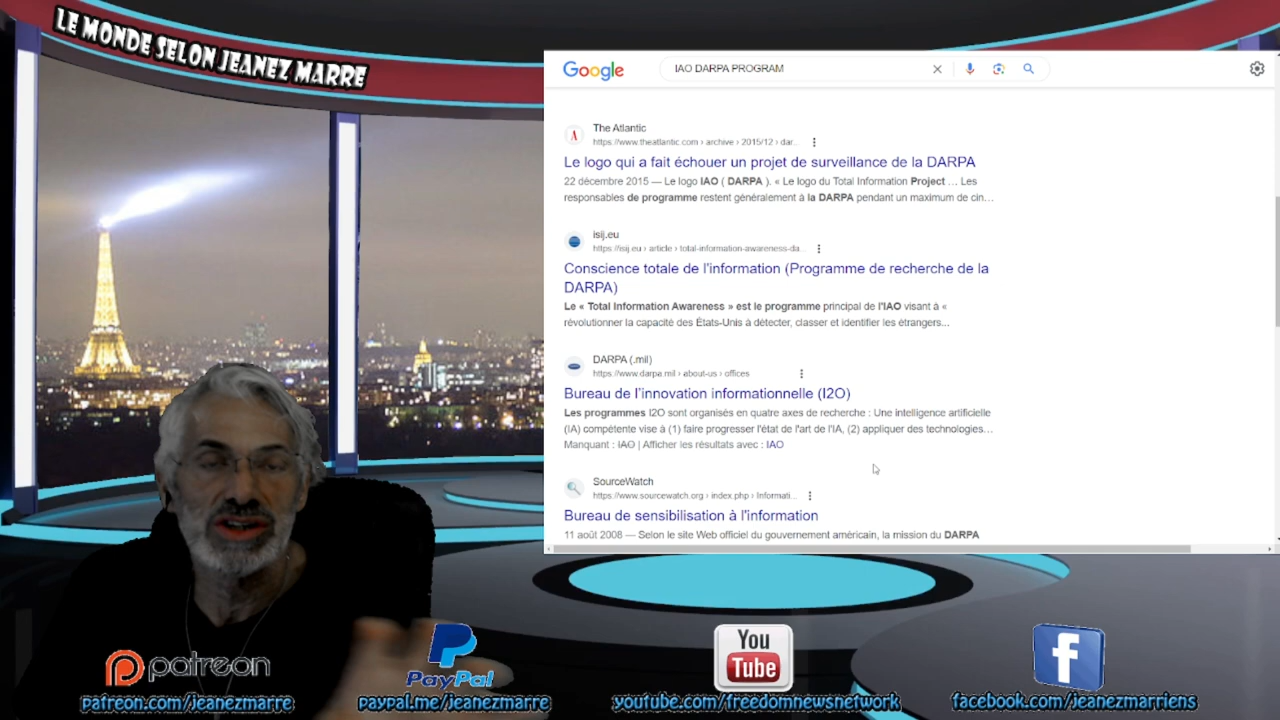 LE MONDE SELON JEANEZ MARRE
Google
IAO DARPA PROGRAM
The Atlantic
https://www.theatlantic.com › archive › 2015/12 › dar...
Le logo qui a fait échouer un projet de surveillance de la DARPA
22 décembre 2015 — Le logo IAO ( DARPA ). « Le logo du Total Information Project ... Les
responsables de programme restent généralement à la DARPA pendant un maximum de cin...
isij.eu
https://isij.eu › article › total-information-awareness-da...
Conscience totale de l'information (Programme de recherche de la
DARPA)
Le « Total Information Awareness » est le programme principal de l'IAO visant à «
révolutionner la capacité des États-Unis à détecter, classer et identifier les étrangers...
DARPA (.mil)
https://www.darpa.mil › about-us › offices
Bureau de l'innovation informationnelle (I2O)
Les programmes I2O sont organisés en quatre axes de recherche : Une intelligence artificielle
(IA) compétente vise à (1) faire progresser l'état de l'art de l'IA, (2) appliquer des technologies...
Manquant : IAO | Afficher les résultats avec : IAO
SourceWatch
https://www.sourcewatch.org › index.php › Informati...
Bureau de sensibilisation à l'information
11 août 2008 — Selon le site Web officiel du gouvernement américain, la mission du DARPA
patreon
PayPal
You
Tube
patreon.com/jeanezmarre
paypal.me/jeanezmarre
youtube.com/freedomnewsnetwork
facebook.com/jeanezmarriens